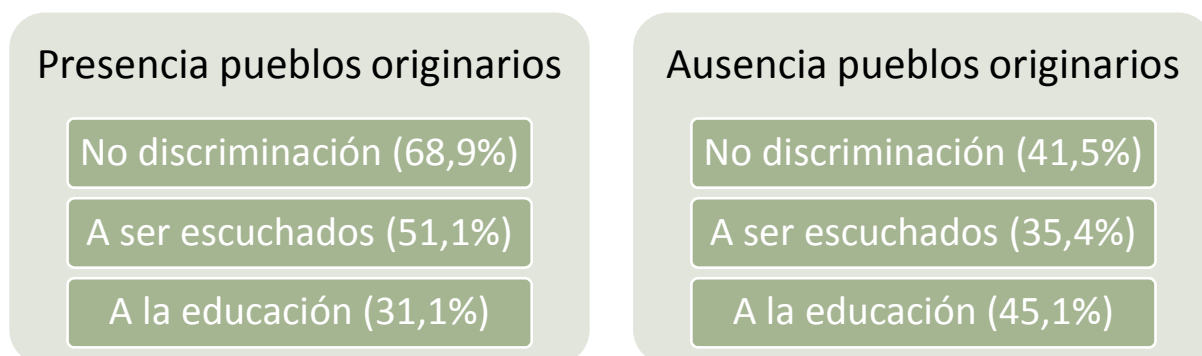 Presencia pueblos originarios
No discriminación (68,9%)
A ser escuchados (51,1%)
A la educación (31,1%)
Ausencia pueblos originarios
No discriminación (41,5%)
A ser escuchados (35,4%)
A la educación (45,1%)